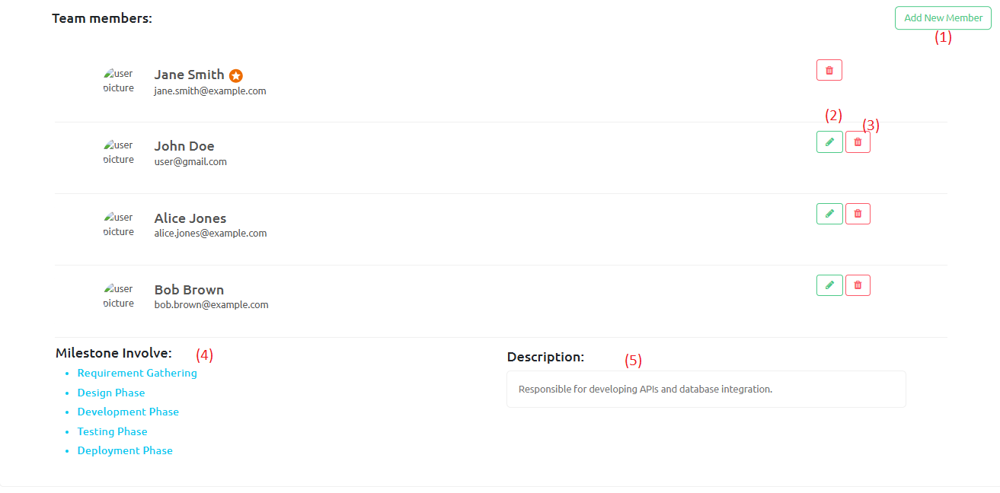 Team members:
Add New Member
(1)
user picture
Jane Smith
jane.smith@example.com
(2)
(3)
user picture
John Doe
user@gmail.com
user picture
Alice Jones
alice.jones@example.com
user picture
Bob Brown
bob.brown@example.com
Milestone Involve:
(4)
Requirement Gathering
Design Phase
Development Phase
Testing Phase
Deployment Phase
Description:
(5)
Responsible for developing APIs and database integration.